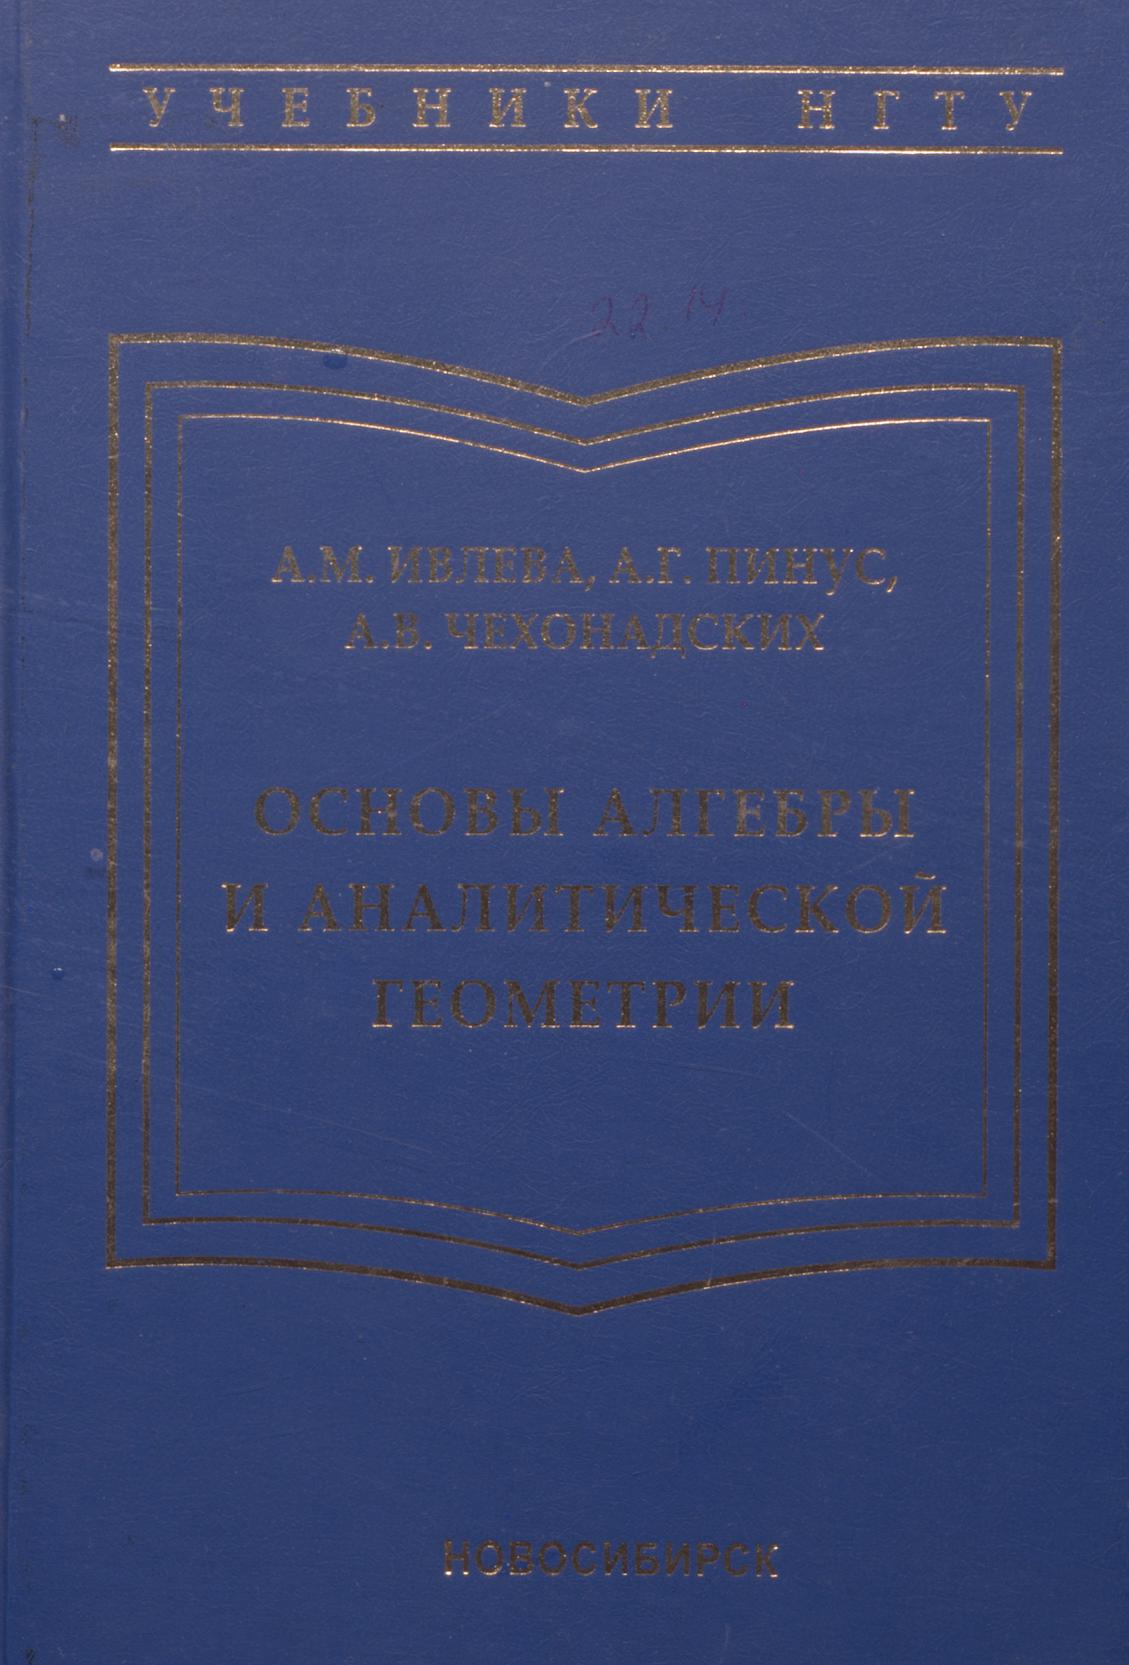 УЧЕБНИКИ НГТУ
22 14.
А.М. ИВЛЕВА, А.Г. ПИНУС,
А.В. ЧЕХОНАДСКИХ
ОСНОВЫ АЛГЕБРЫ
И АНАЛИТИЧЕСКОЙ
ГЕОМЕТРИИ
НОВОСИБИРСК